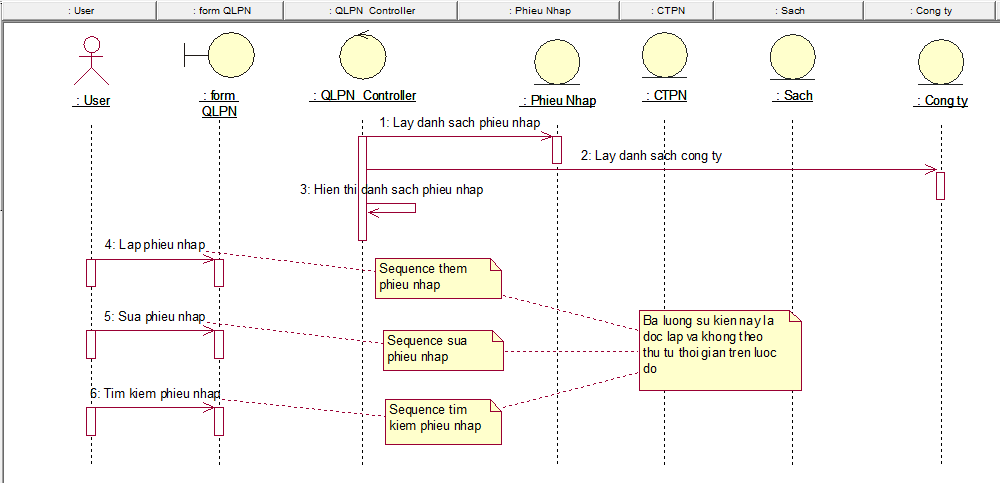 : User
: form QLPN
: QLPN Controller
: Phieu Nhap
: CTPN
: Sach
: Cong ty
: User
: form
QLPN
: QLPN Controller
: Phieu Nhap
: CTPN
: Sach
: Cong ty
1: Lay danh sach phieu nhap
2: Lay danh sach cong ty
3: Hien thi danh sach phieu nhap
4: Lap phieu nhap
Sequence them
phieu nhap
5: Sua phieu nhap
Sequence sua
phieu nhap
Ba luong su kien nay la
doc lap va khong theo
thu tu thoi gian tren luoc
do
6: Tim kiem phieu nhap
Sequence tim
kiem phieu nhap